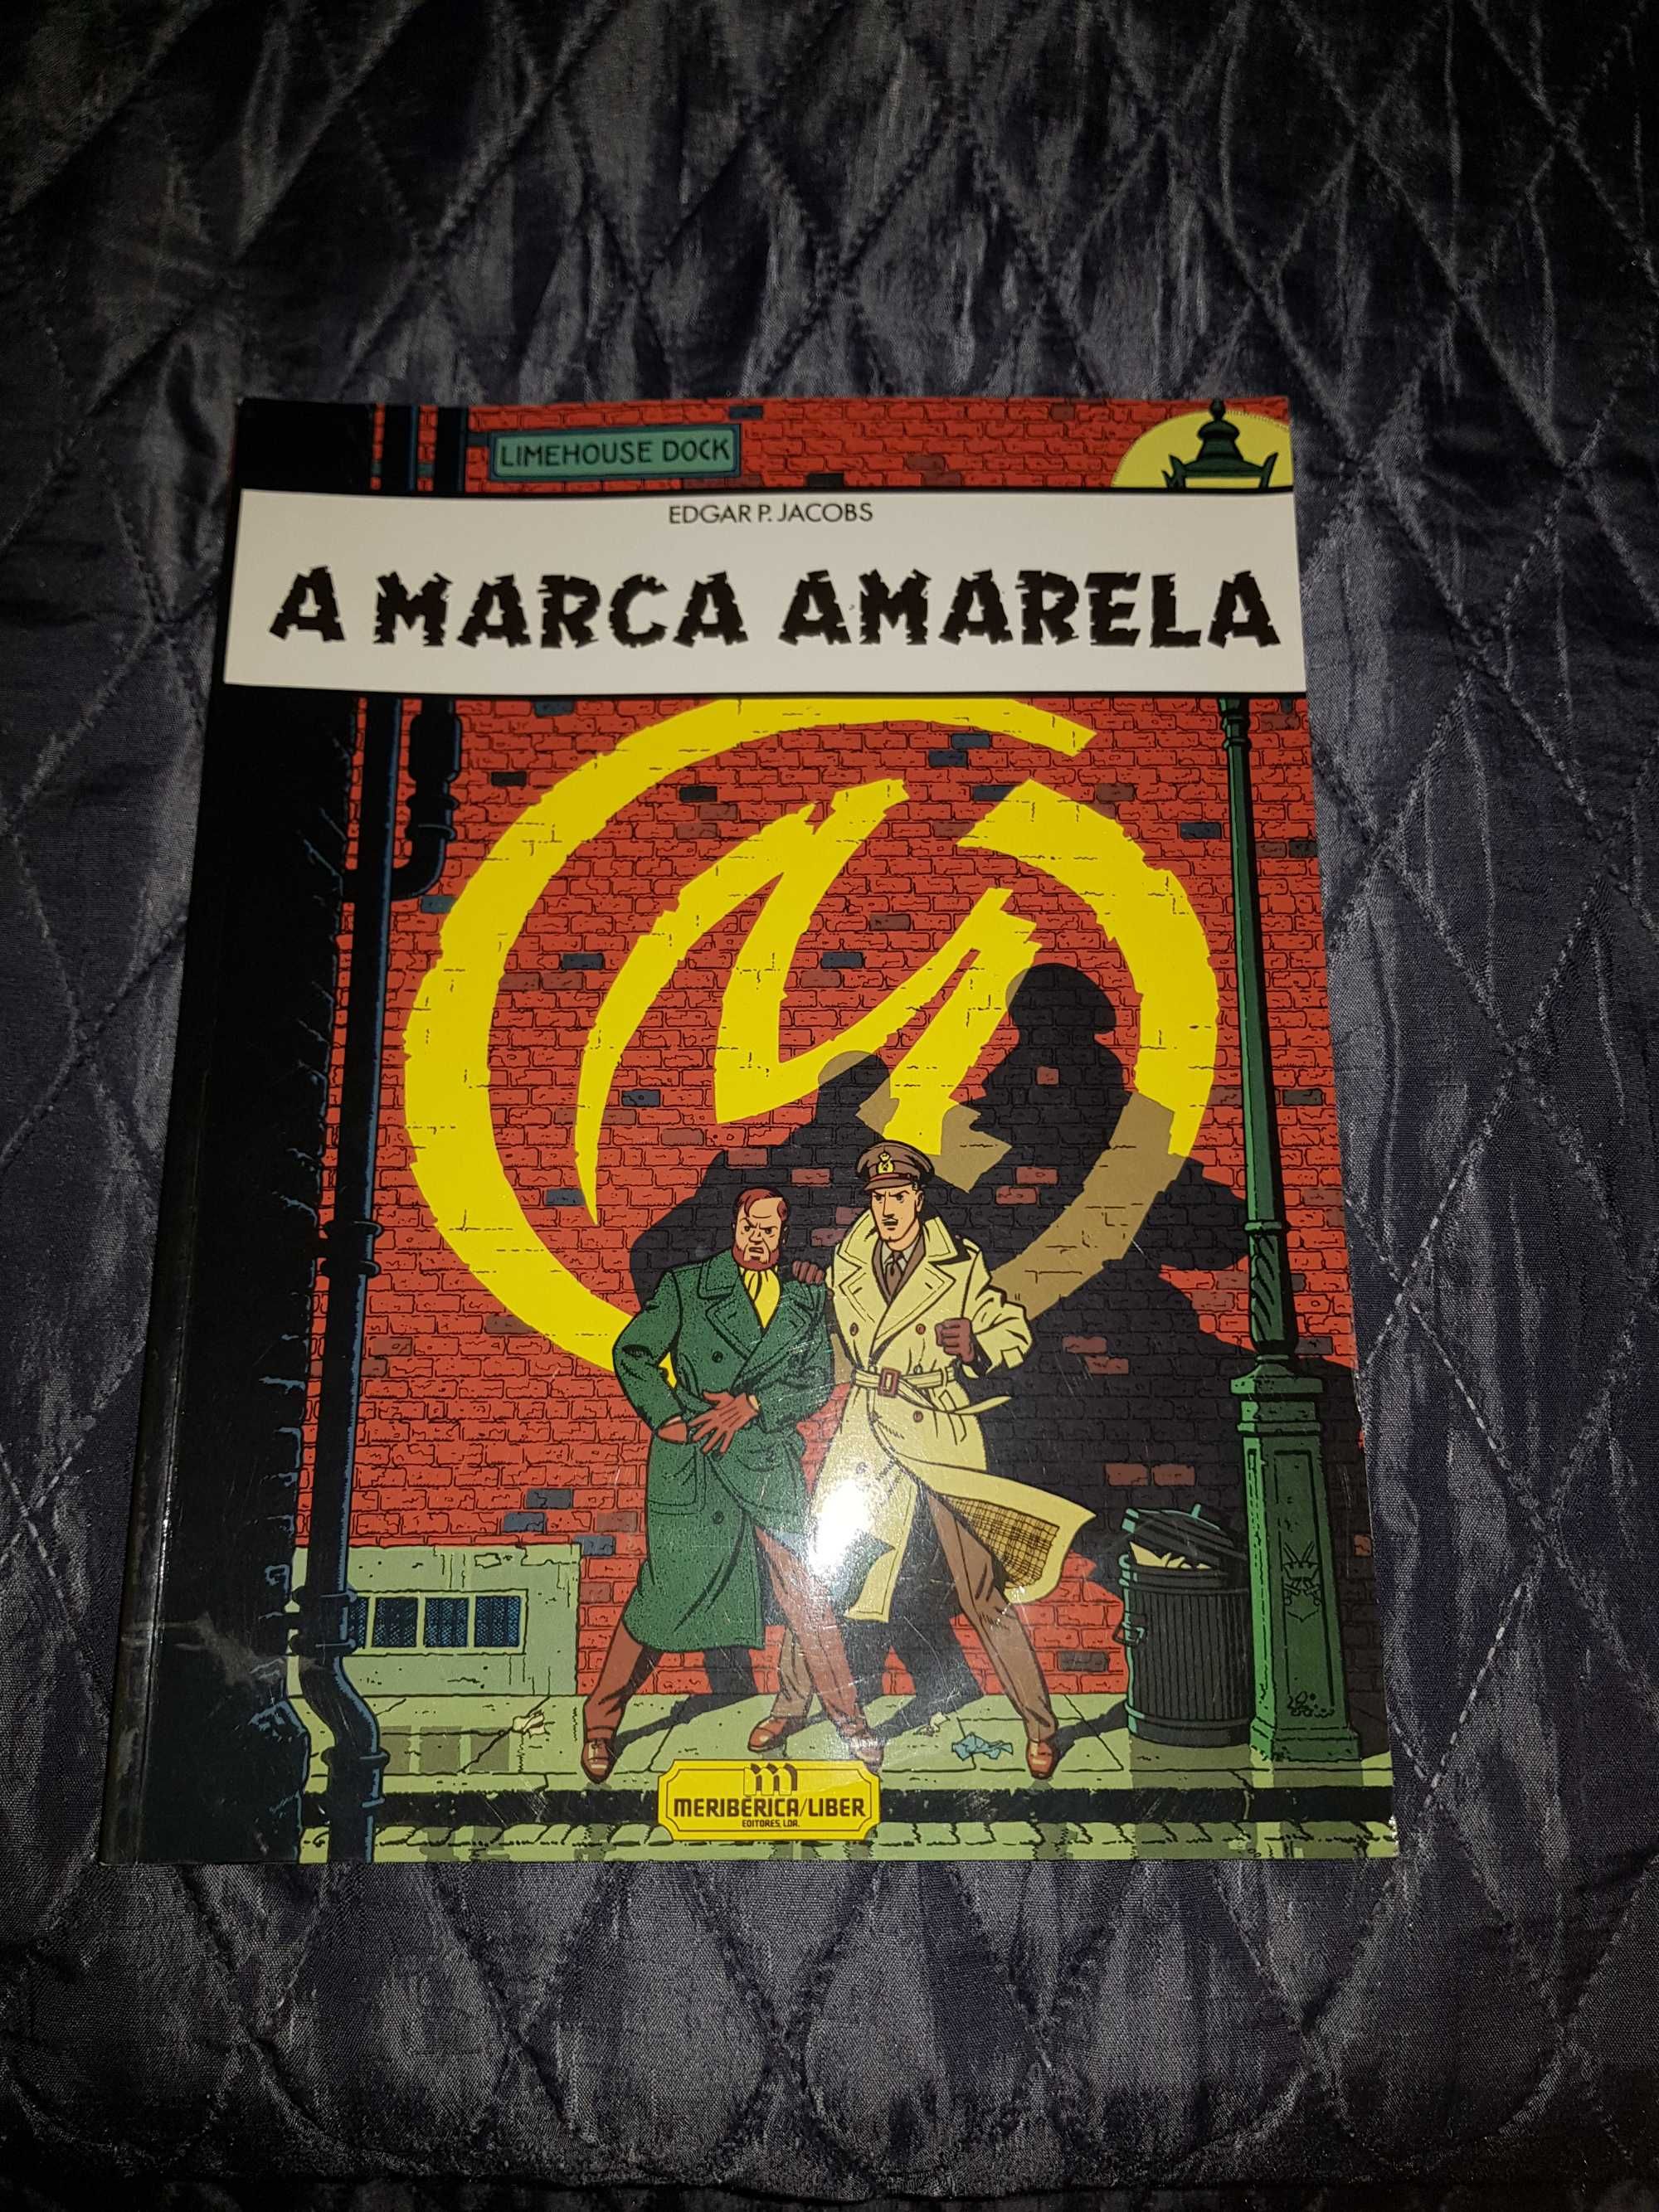 LIMEHOUSE DOCK
EDGAR P. JACOBS
A MARCA AMARELA
MERIBÉRICA/LIBER
EDITORES, LDA.